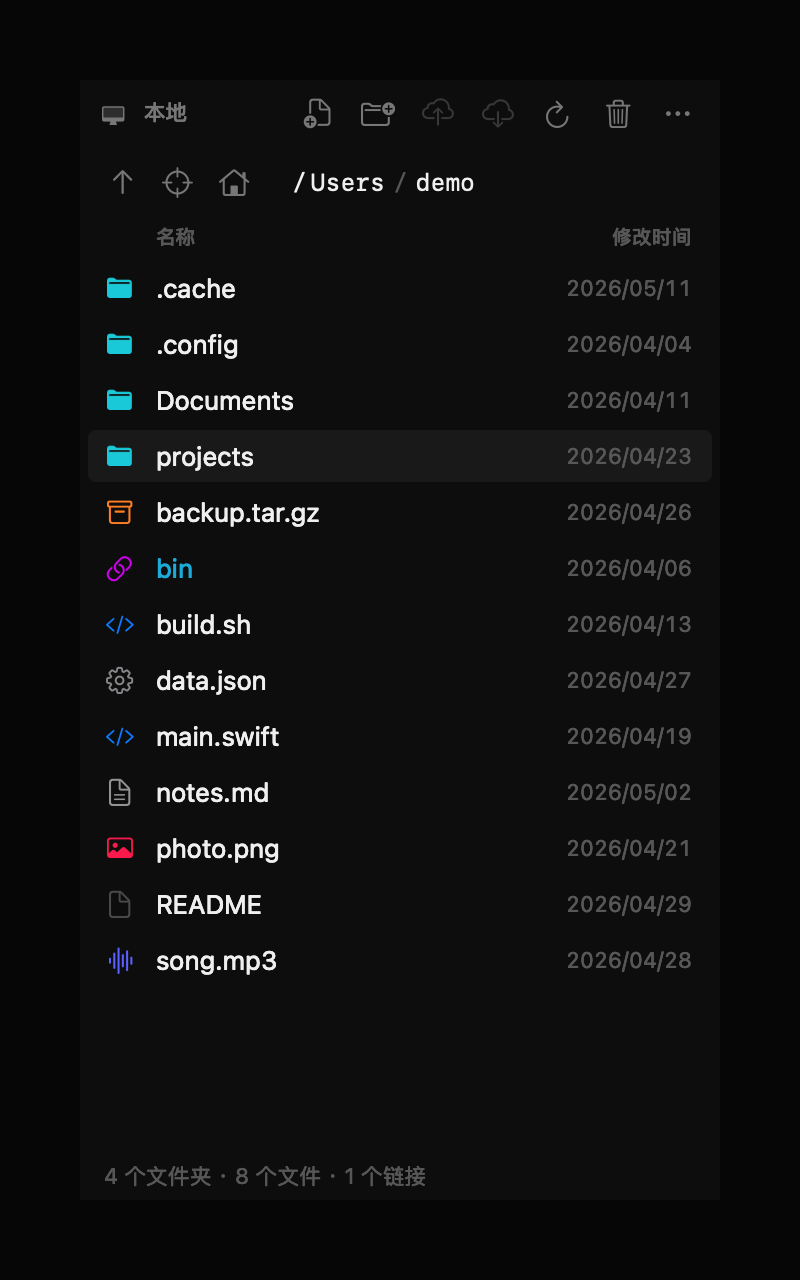 本地
/Users / demo
名称 修改时间
.cache 2026/05/11
.config 2026/04/04
Documents 2026/04/11
projects 2026/04/23
backup.tar.gz 2026/04/26
bin 2026/04/06
build.sh 2026/04/13
data.json 2026/04/27
main.swift 2026/04/19
notes.md 2026/05/02
photo.png 2026/04/21
README 2026/04/29
song.mp3 2026/04/28
4 个文件夹 · 8 个文件 · 1 个链接